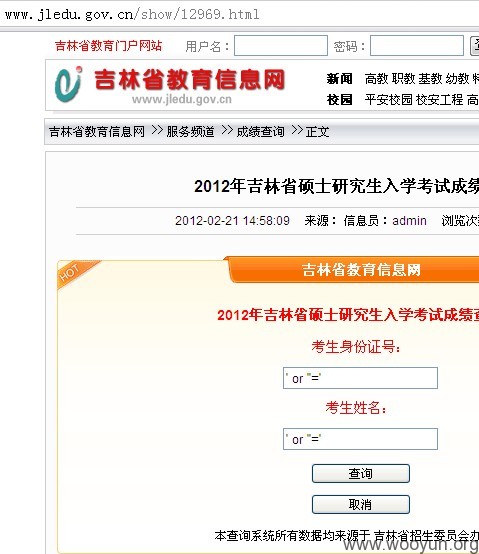 www.jledu.gov.cn/show/12969.html
吉林省教育门户网站 用户名： 密码：
吉林省教育信息网 新闻 高教 职教 基教 幼教
www.jledu.gov.cn 校园 平安校园 校安工程 高
吉林省教育信息网 >> 服务频道 >> 成绩查询 >> 正文
2012年吉林省硕士研究生入学考试成绩
2012-02-21 14:58:09 来源： 信息员：admin 浏览次
HOT 吉林省教育信息网
2012年吉林省硕士研究生入学考试成绩
考生身份证号：
' or ''='
考生姓名：
' or ''='
查询
取消
本查询系统所有数据均来源于 吉林省招生委员会办
www.wooyun.org